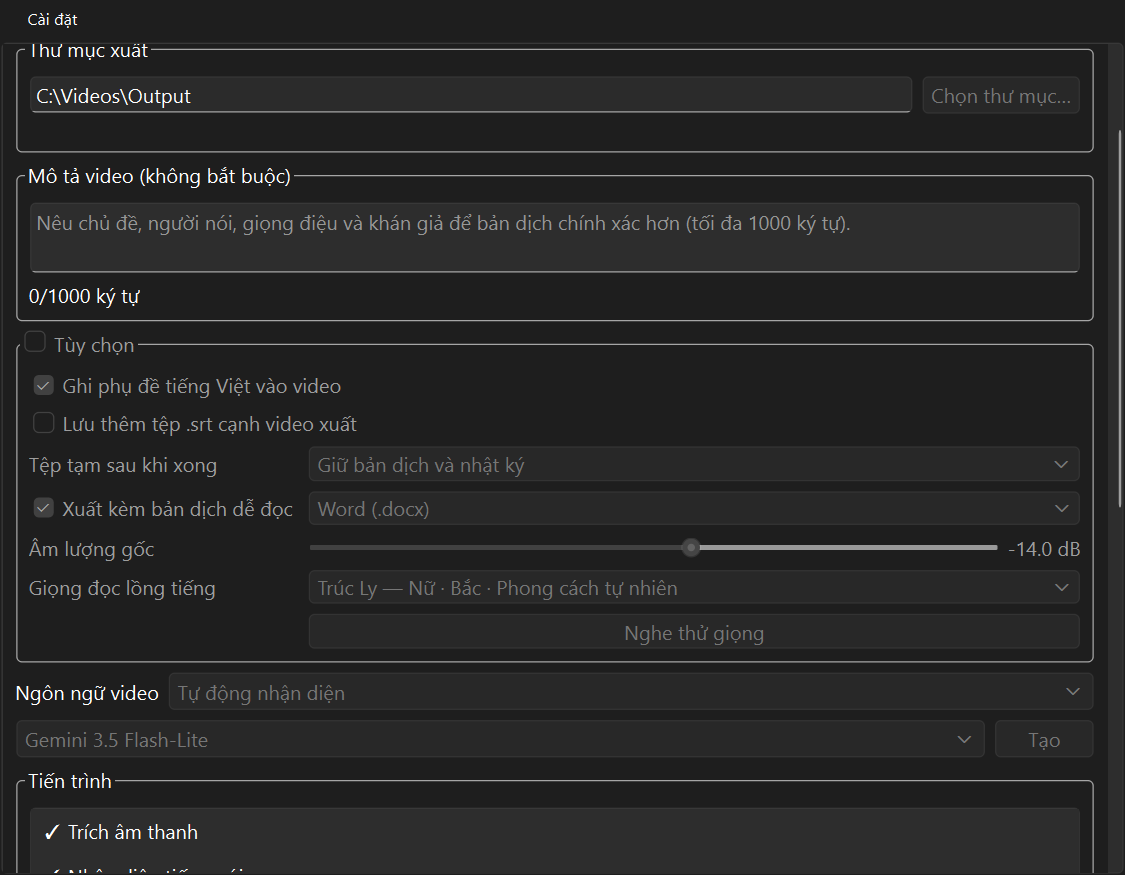 Cài đặt
Thư mục xuất
C:\Videos\Output
Chọn thư mục...
Mô tả video (không bắt buộc)
Nêu chủ đề, người nói, giọng điệu và khán giả để bản dịch chính xác hơn (tối đa 1000 ký tự).
0/1000 ký tự
Tùy chọn
Ghi phụ đề tiếng Việt vào video
Lưu thêm tệp .srt cạnh video xuất
Tệp tạm sau khi xong
Giữ bản dịch và nhật ký
Xuất kèm bản dịch dễ đọc
Word (.docx)
Âm lượng gốc
-14.0 dB
Giọng đọc lồng tiếng
Trúc Ly — Nữ · Bắc · Phong cách tự nhiên
Nghe thử giọng
Ngôn ngữ video
Tự động nhận diện
Gemini 3.5 Flash-Lite
Tạo
Tiến trình
✓ Trích âm thanh